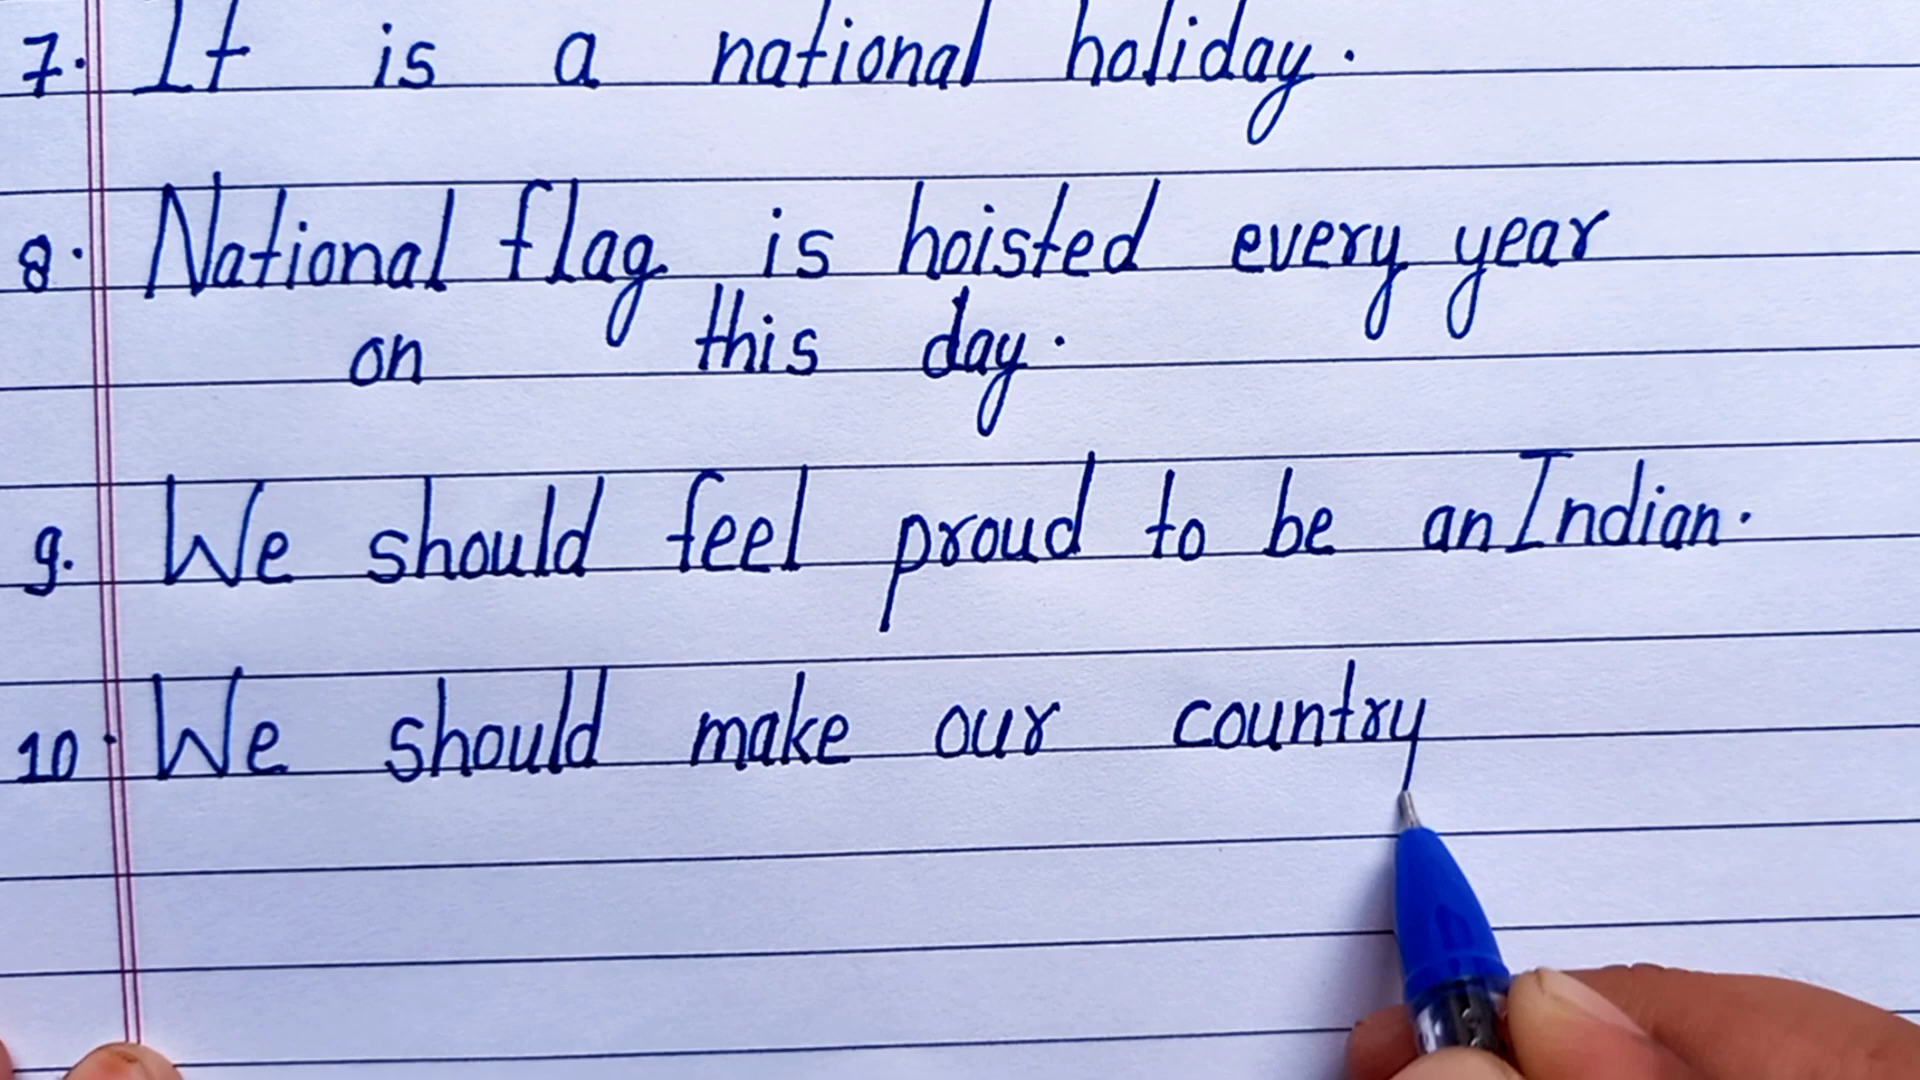 7. It is a national holiday.
8. National flag is hoisted every year
on this day.
9. We should feel proud to be an Indian.
10. We should make our country